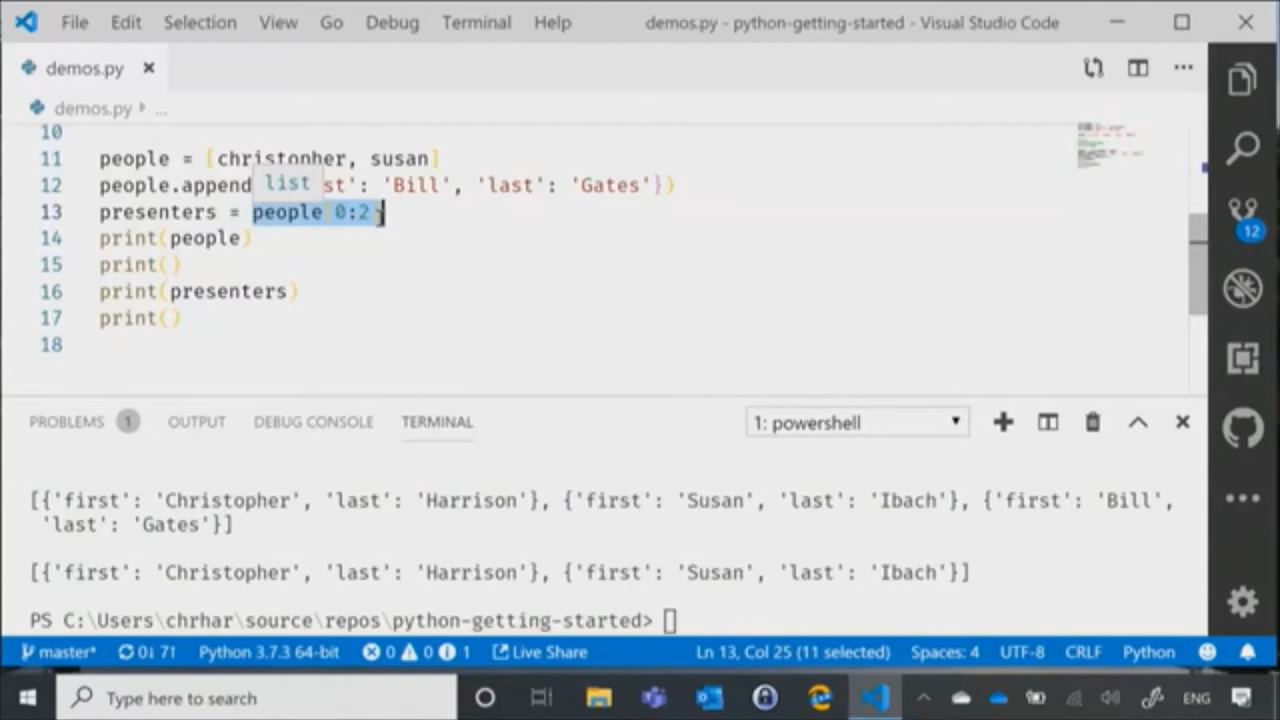 File Edit Selection View Go Debug Terminal Help demos.py - python-getting-started - Visual Studio Code
demos.py
demos.py ...
10
11 people = [christopher, susan]
12 people.append list st': 'Bill', 'last': 'Gates'})
13 presenters = people 0:2
14 print(people)
15 print()
16 print(presenters)
17 print()
18
PROBLEMS 1 OUTPUT DEBUG CONSOLE TERMINAL 1: powershell
[{'first': 'Christopher', 'last': 'Harrison'}, {'first': 'Susan', 'last': 'Ibach'}, {'first': 'Bill',
'last': 'Gates'}]
[{'first': 'Christopher', 'last': 'Harrison'}, {'first': 'Susan', 'last': 'Ibach'}]
PS C:\Users\chrhar\source\repos\python-getting-started>
12
master* 0↓ 7↑ Python 3.7.3 64-bit 0 0 1 Live Share Ln 13, Col 25 (11 selected) Spaces: 4 UTF-8 CRLF Python
Type here to search ENG